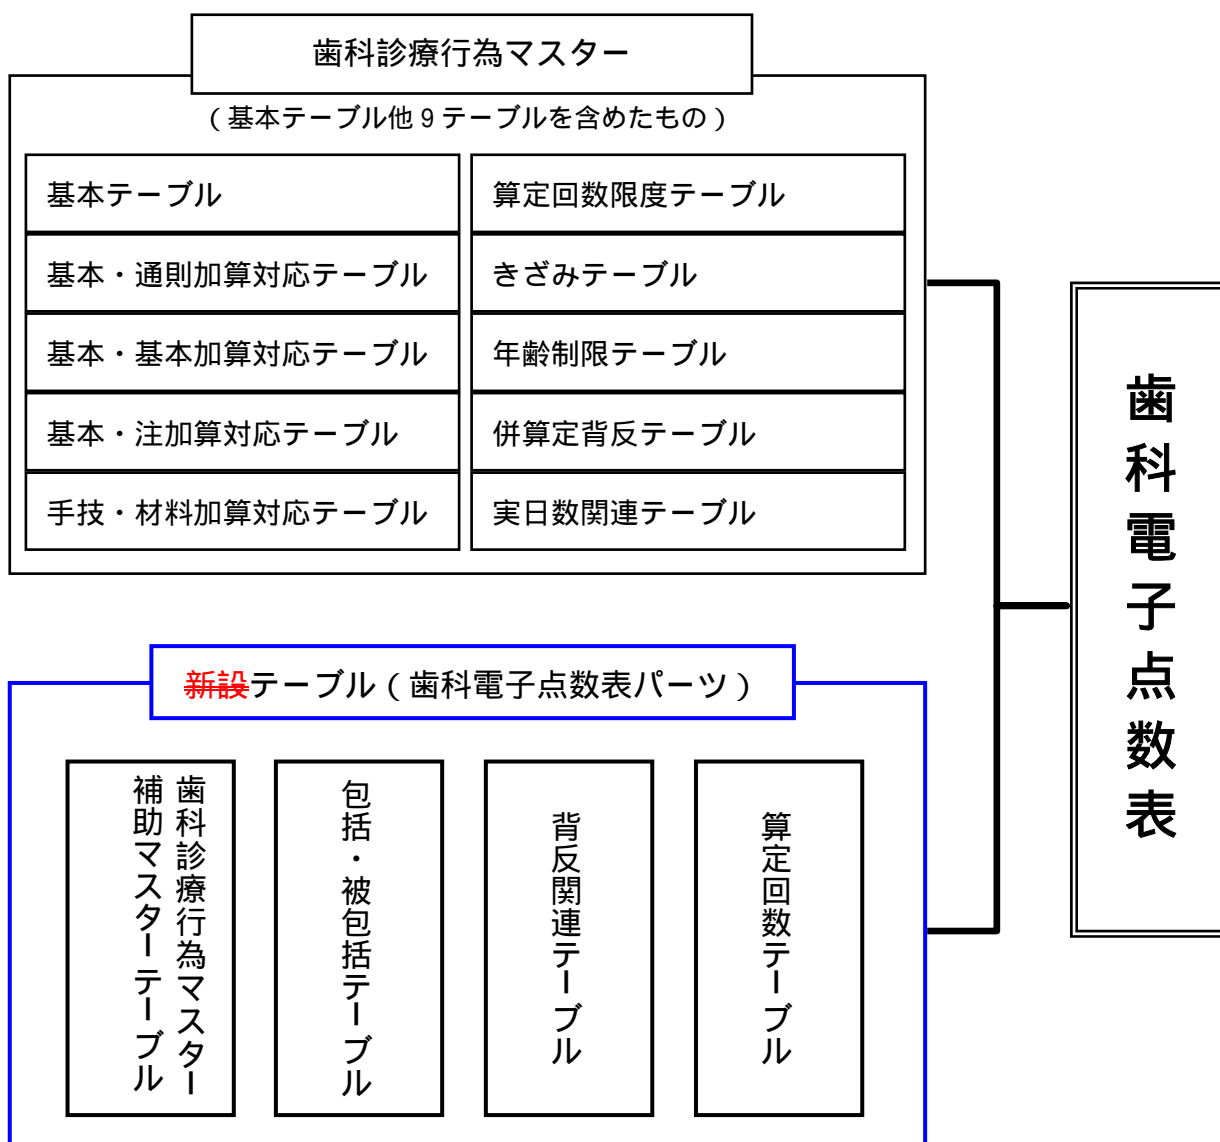 歯科診療行為マスター
（基本テーブル他９テーブルを含めたもの）
基本テーブル
基本・通則加算対応テーブル
基本・基本加算対応テーブル
基本・注加算対応テーブル
手技・材料加算対応テーブル
算定回数限度テーブル
きざみテーブル
年齢制限テーブル
併算定背反テーブル
実日数関連テーブル
新設テーブル（歯科電子点数表パーツ）
歯科診療行為マスター
補助マスターテーブル
包括・被包括テーブル
背反関連テーブル
算定回数テーブル
歯科電子点数表